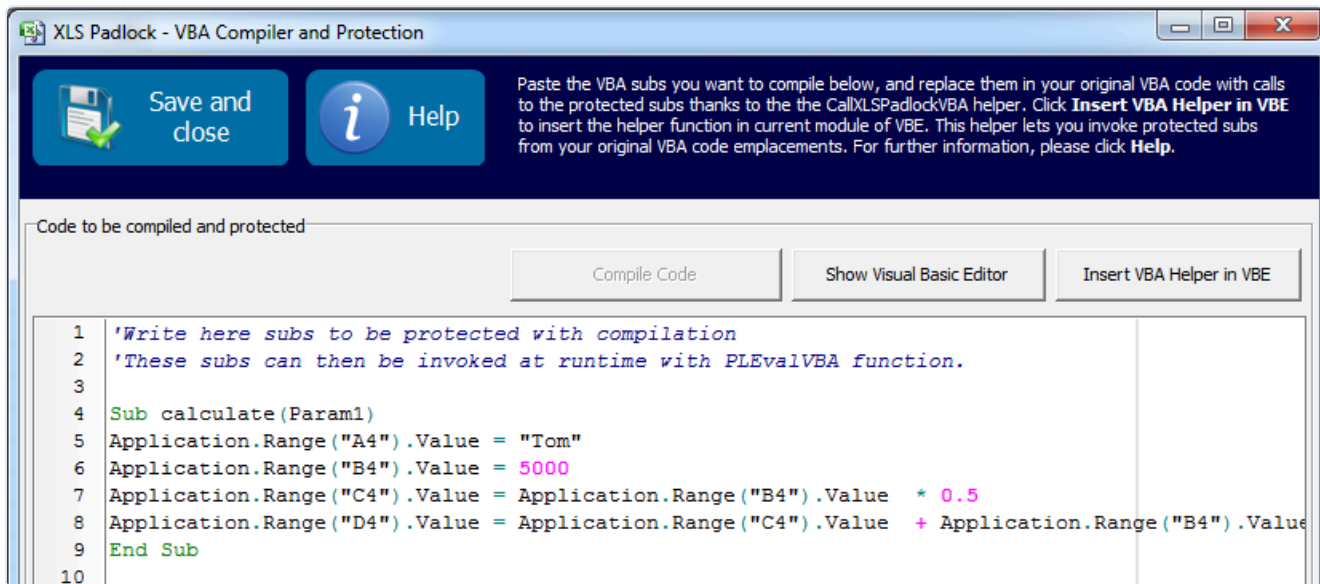 XLS Padlock - VBA Compiler and Protection
Save and
close
Help
Paste the VBA subs you want to compile below, and replace them in your original VBA code with calls
to the protected subs thanks to the the CallXLSPadlockVBA helper. Click Insert VBA Helper in VBE
to insert the helper function in current module of VBE. This helper lets you invoke protected subs
from your original VBA code emplacements. For further information, please click Help.
Code to be compiled and protected
Compile Code
Show Visual Basic Editor
Insert VBA Helper in VBE
1 'Write here subs to be protected with compilation
2 'These subs can then be invoked at runtime with PLEvalVBA function.
3
4 Sub calculate(Param1)
5 Application.Range("A4").Value = "Tom"
6 Application.Range("B4").Value = 5000
7 Application.Range("C4").Value = Application.Range("B4").Value * 0.5
8 Application.Range("D4").Value = Application.Range("C4").Value + Application.Range("B4").Value
9 End Sub
10